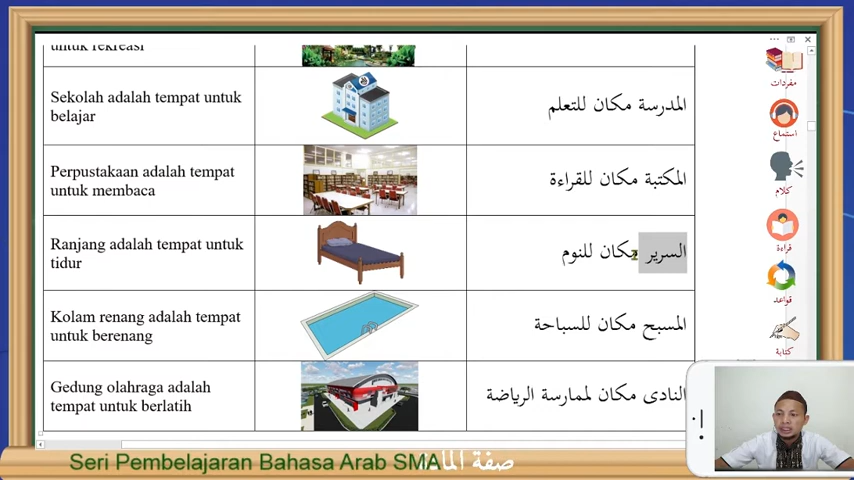 untuk rekreasi
Sekolah adalah tempat untuk
belajar
المدرسة مكان للتعلم
Perpustakaan adalah tempat
untuk membaca
المكتبة مكان للقراءة
Ranjang adalah tempat untuk
tidur
السرير مكان للنوم
Kolam renang adalah tempat
untuk berenang
المسبح مكان للسباحة
Gedung olahraga adalah
tempat untuk berlatih
النادى مكان لممارسة الرياضة
مفردات
استماع
كلام
قراءة
قواعد
كتابة
Seri Pembelajaran Bahasa Arab SMA
صفة